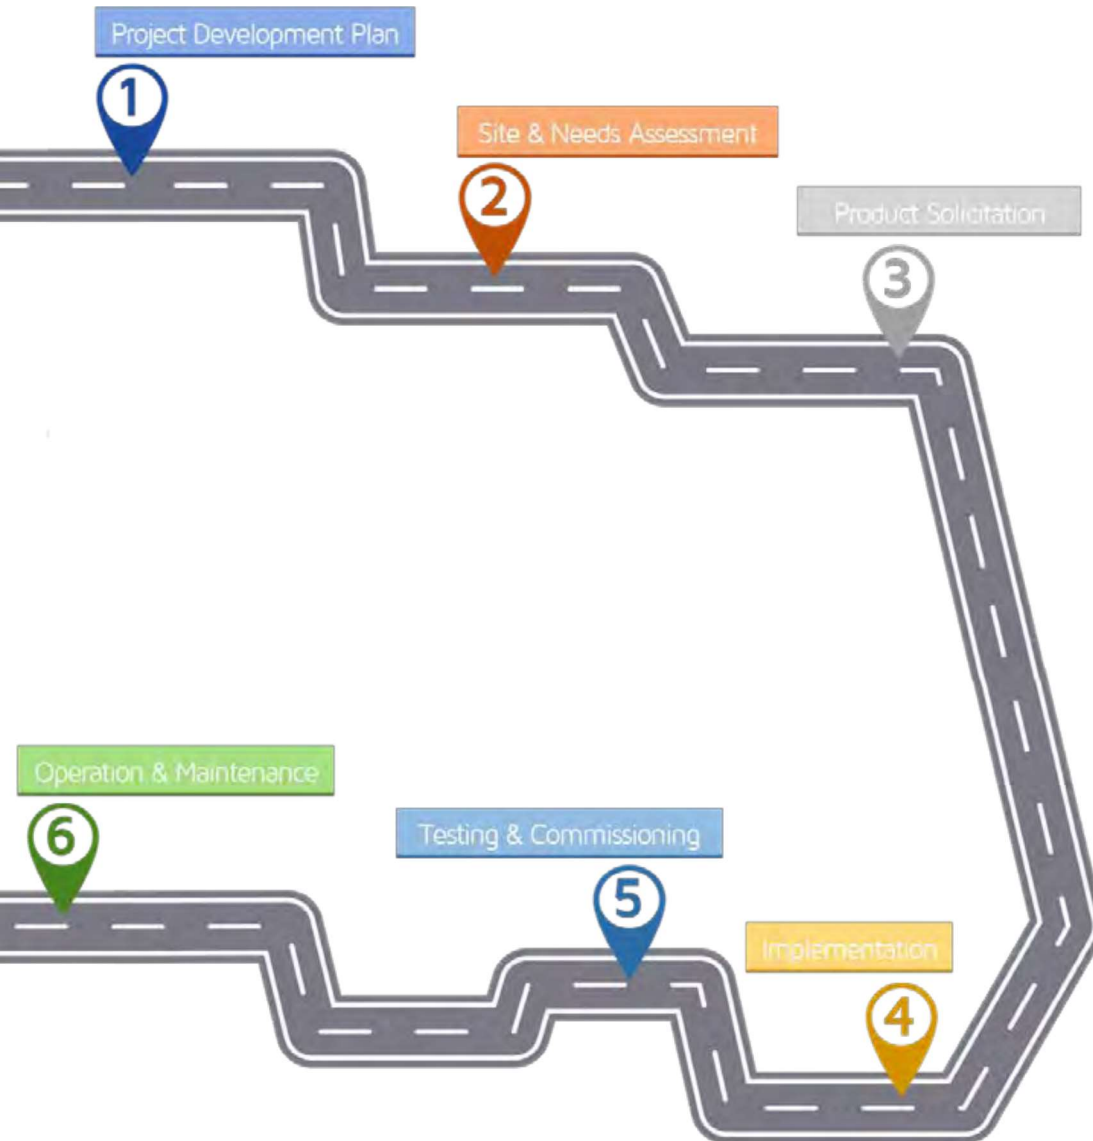 Project Development Plan
1
Site & Needs Assessment
2
Product Solicitation
3
Operation & Maintenance
6
Testing & Commissioning
5
Implementation
4